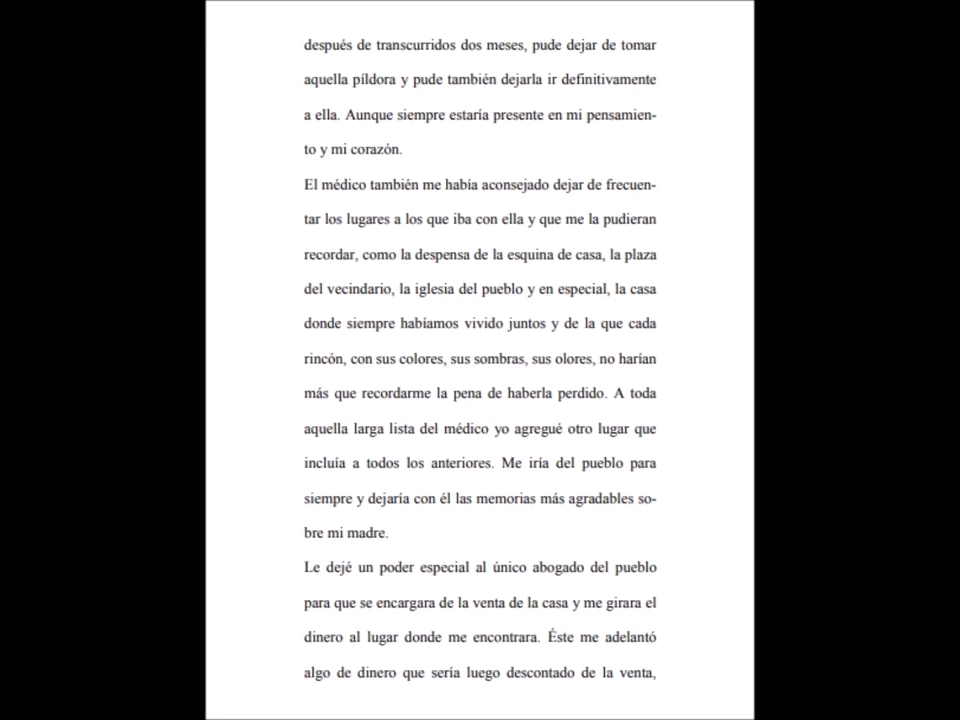 después de transcurridos dos meses, pude dejar de tomar
aquella píldora y pude también dejarla ir definitivamente
a ella. Aunque siempre estaría presente en mi pensamien-
to y mi corazón.
El médico también me había aconsejado dejar de frecuen-
tar los lugares a los que iba con ella y que me la pudieran
recordar, como la despensa de la esquina de casa, la plaza
del vecindario, la iglesia del pueblo y en especial, la casa
donde siempre habíamos vivido juntos y de la que cada
rincón, con sus colores, sus sombras, sus olores, no harían
más que recordarme la pena de haberla perdido. A toda
aquella larga lista del médico yo agregué otro lugar que
incluía a todos los anteriores. Me iría del pueblo para
siempre y dejaría con él las memorias más agradables so-
bre mi madre.
Le dejé un poder especial al único abogado del pueblo
para que se encargara de la venta de la casa y me girara el
dinero al lugar donde me encontrara. Éste me adelantó
algo de dinero que sería luego descontado de la venta,